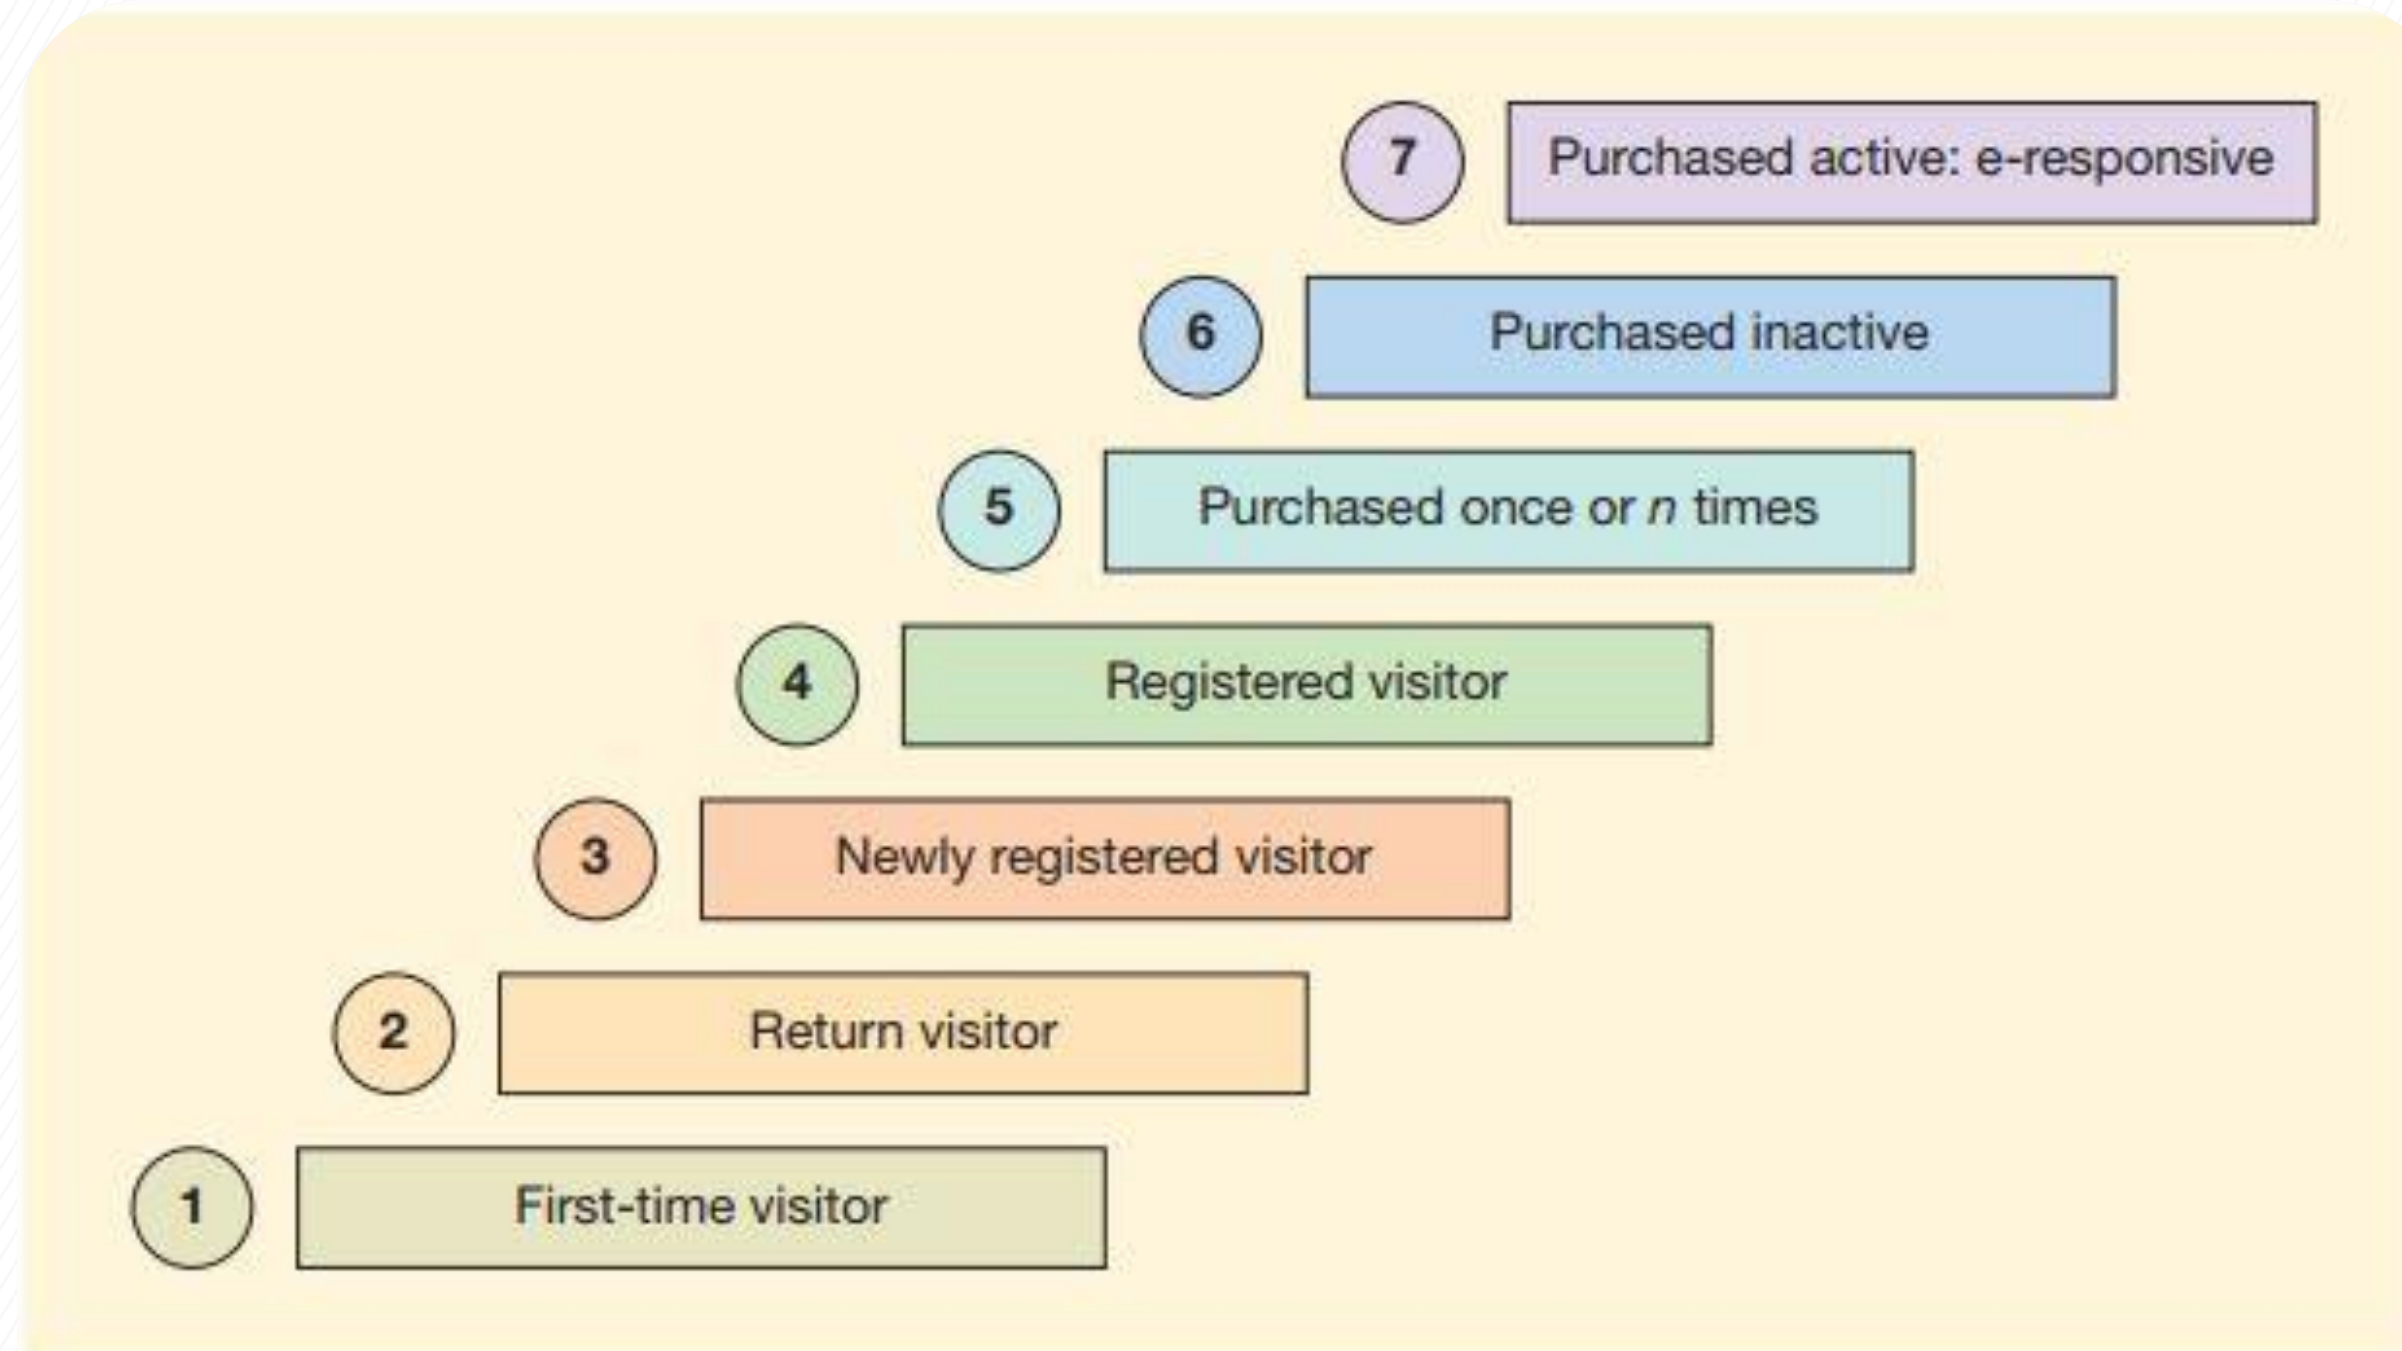 7 Purchased active: e-responsive
6 Purchased inactive
5 Purchased once or n times
4 Registered visitor
3 Newly registered visitor
2 Return visitor
1 First-time visitor